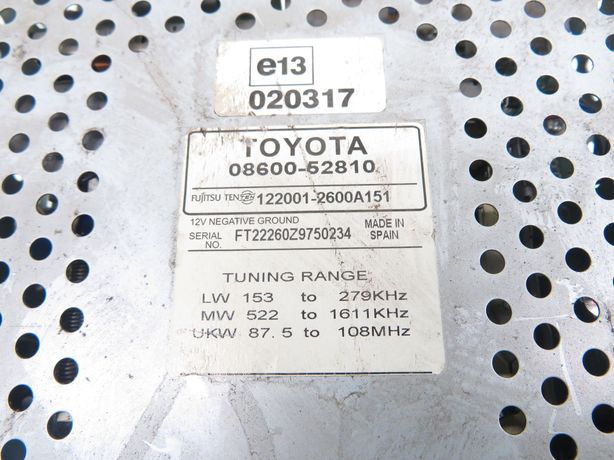 e13
020317
TOYOTA
08600-52810
FUJITSU TEN 122001-2600A151
12V NEGATIVE GROUND
SERIAL NO. FT22260Z9750234 MADE IN SPAIN
TUNING RANGE
LW 153 to 279KHz
MW 522 to 1611KHz
UKW 87.5 to 108MHz